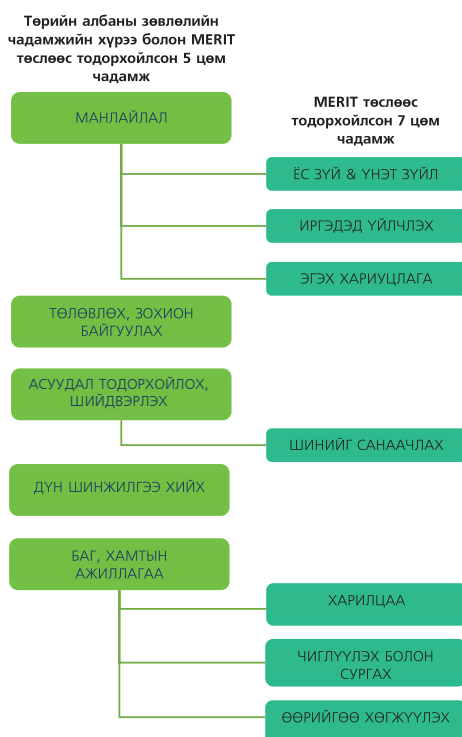 Төрийн албаны зөвлөлийн
чадамжийн хүрээ болон MERIT
төслөөс тодорхойлсон 5 цөм
чадамж
МАНЛАЙЛАЛ
MERIT төслөөс
тодорхойлсон 7 цөм
чадамж
ЁС ЗҮЙ & ҮНЭТ ЗҮЙЛ
ИРГЭДЭД ҮЙЛЧЛЭХ
ЭГЭХ ХАРИУЦЛАГА
ТӨЛӨВЛӨХ, ЗОХИОН
БАЙГУУЛАХ
АСУУДАЛ ТОДОРХОЙЛОХ,
ШИЙДВЭРЛЭХ
ШИНИЙГ САНААЧЛАХ
ДҮН ШИНЖИЛГЭЭ ХИЙХ
БАГ, ХАМТЫН
АЖИЛЛАГАА
ХАРИЛЦАА
ЧИГЛҮҮЛЭХ БОЛОН
СУРГАХ
ӨӨРИЙГӨӨ ХӨГЖҮҮЛЭХ